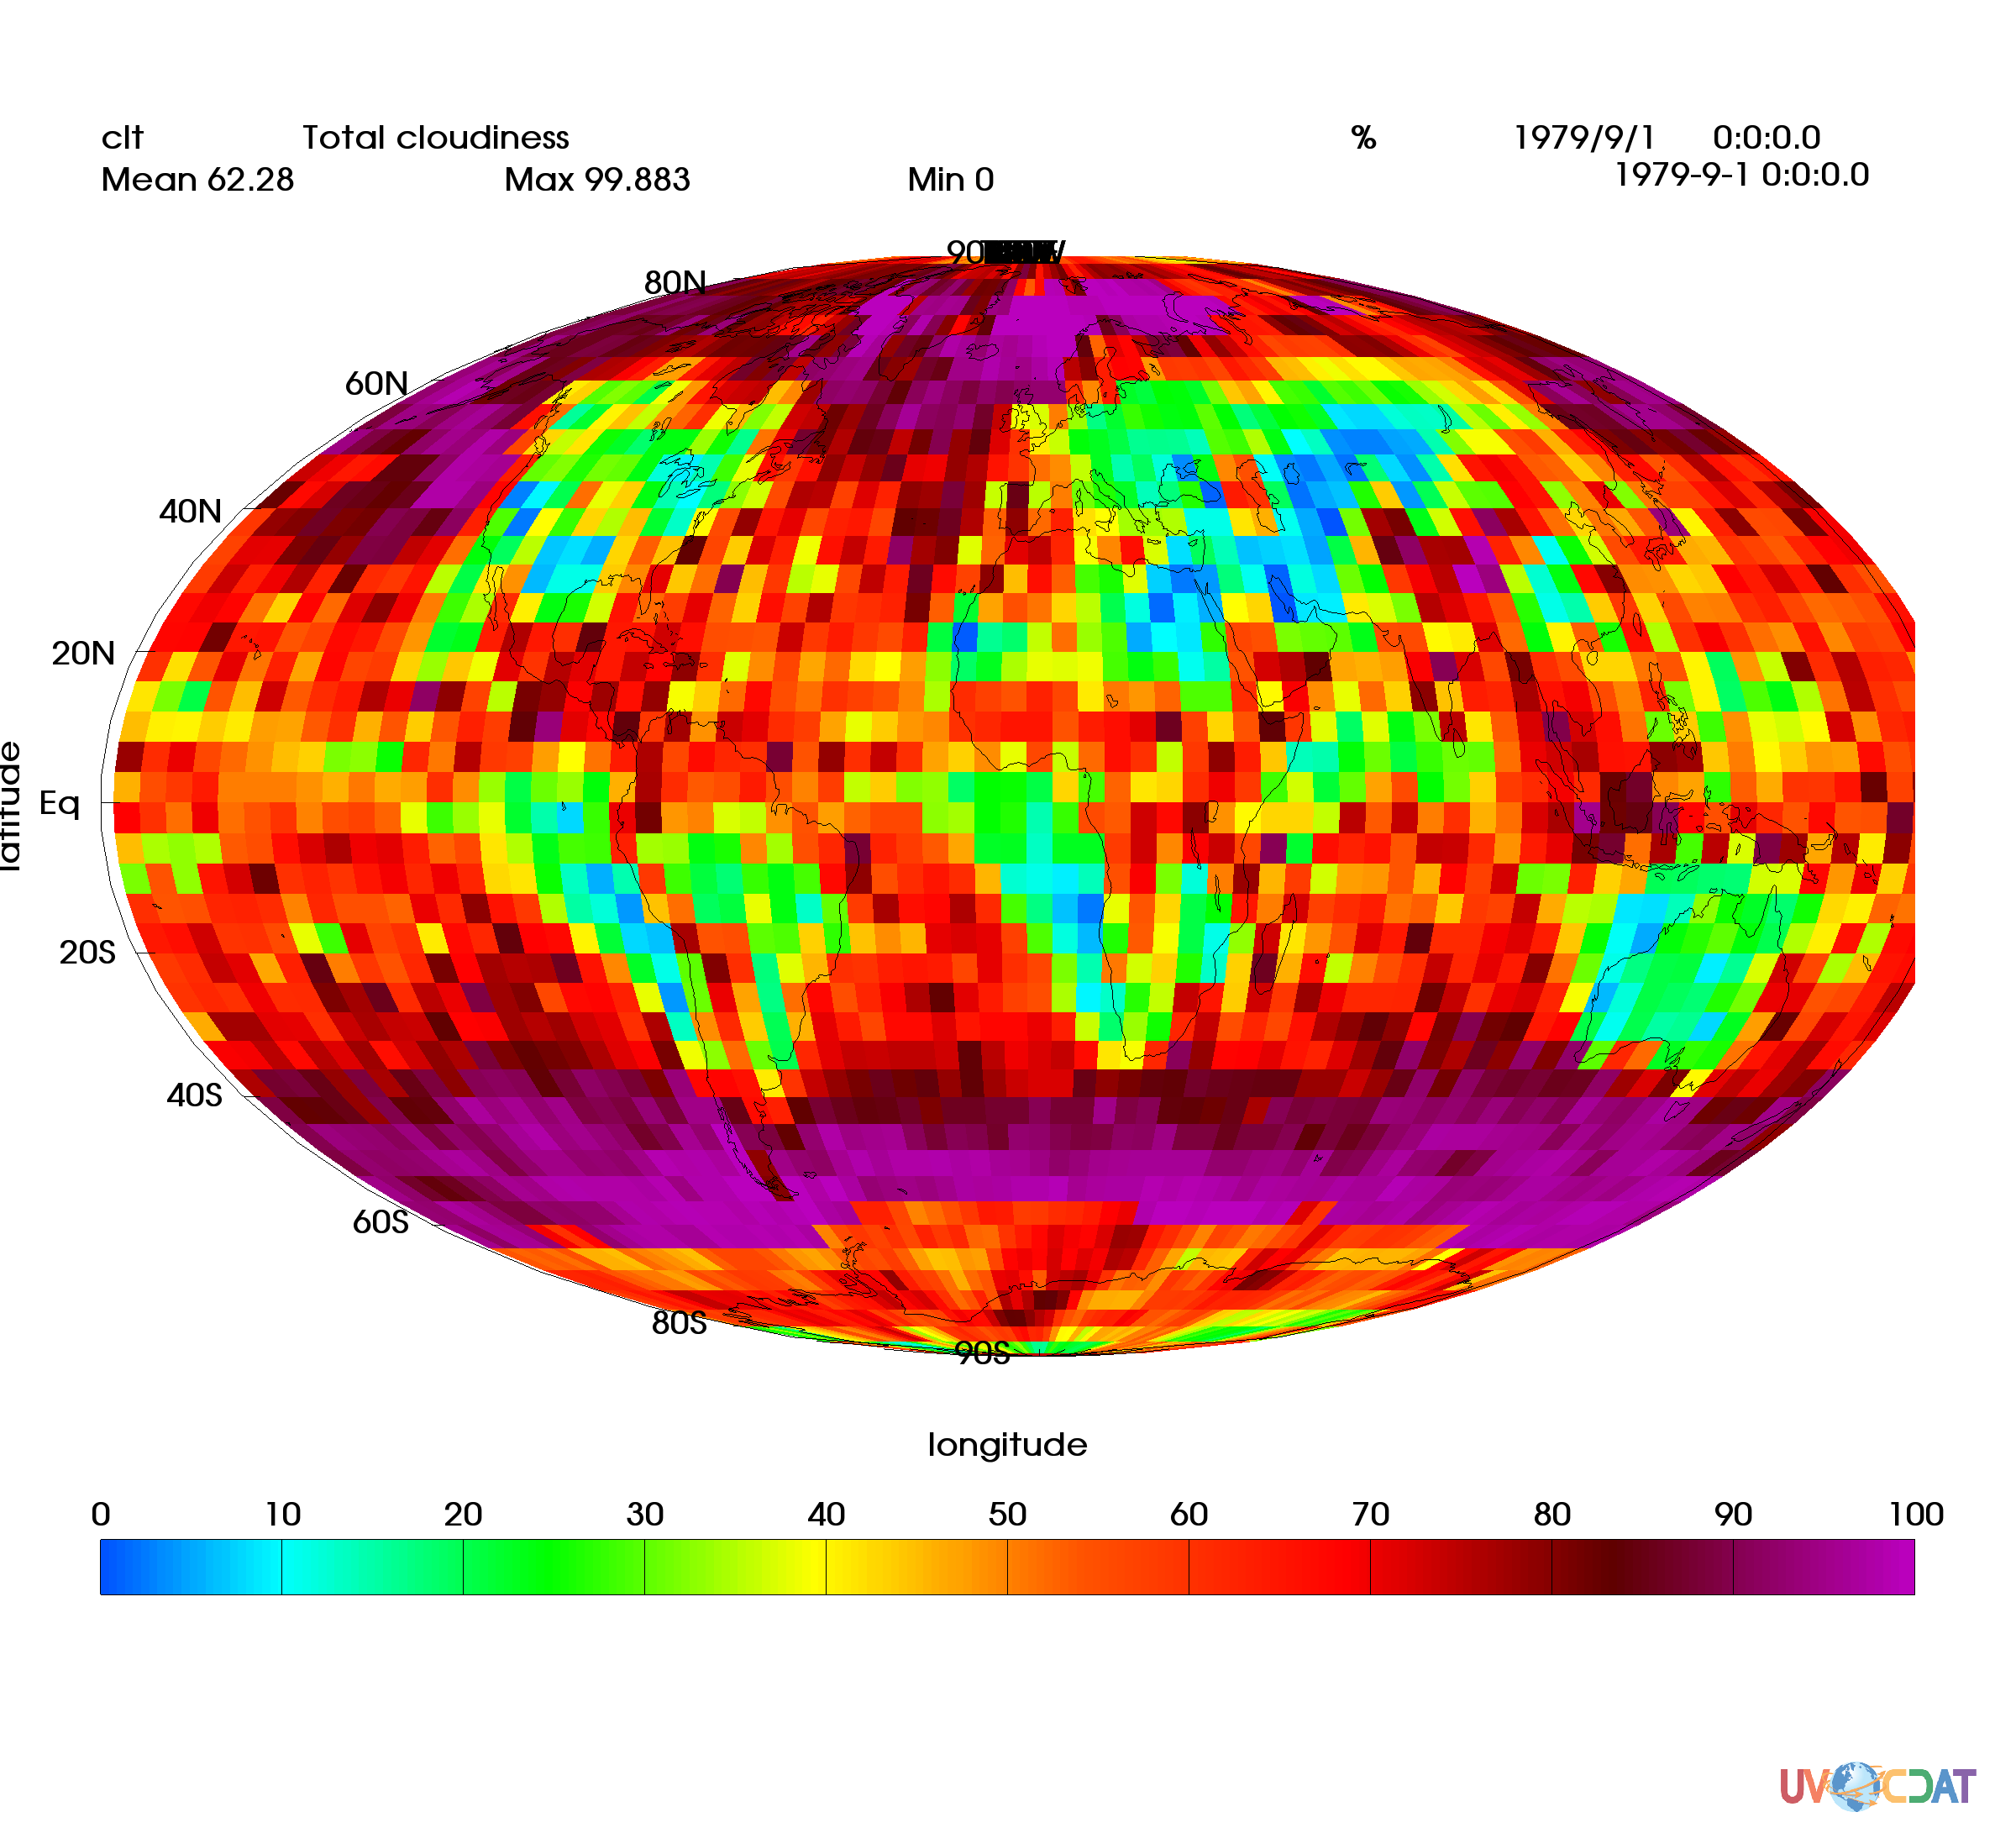 clt Total cloudiness % 1979/9/1 0:0:0.0
Mean 62.28 Max 99.883 Min 0 1979-9-1 0:0:0.0
80N
60N
40N
20N
Eq
20S
40S
60S
80S
90S
latitude
longitude
0 10 20 30 40 50 60 70 80 90 100
UV CDAT